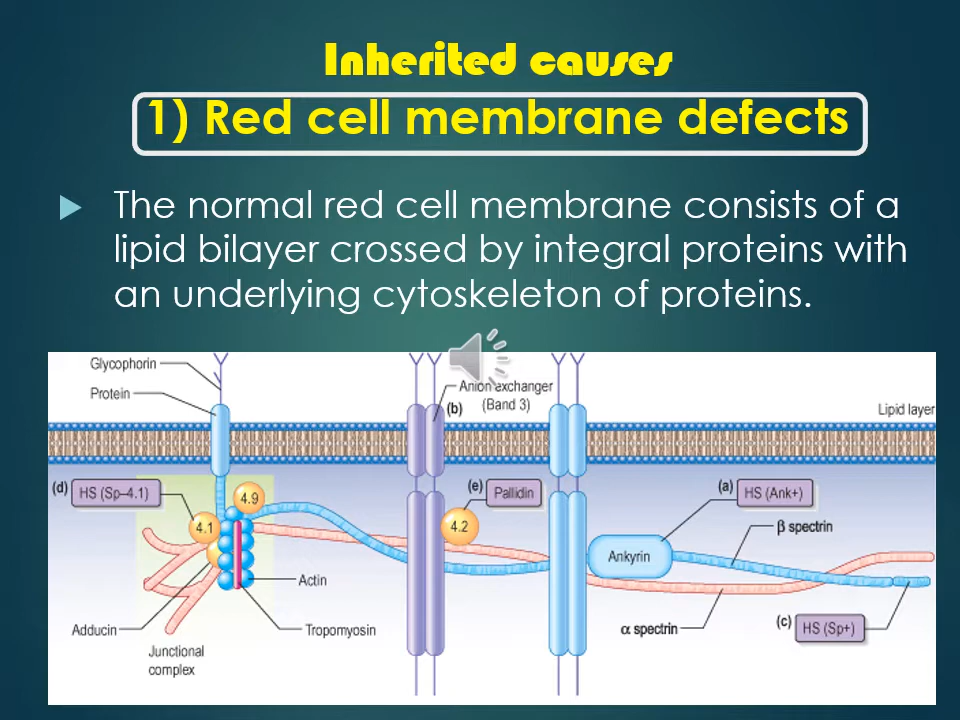 Inherited causes
1) Red cell membrane defects
The normal red cell membrane consists of a
lipid bilayer crossed by integral proteins with
an underlying cytoskeleton of proteins.
Glycophorin
Protein
Anion exchanger
(Band 3)
(b)
Lipid layer
(d) HS (Sp–4.1)
4.9
4.1
(e) Pallidin
4.2
(a) HS (Ank+)
β spectrin
Ankyrin
Actin
Adducin
Tropomyosin
α spectrin
(c) HS (Sp+)
Junctional
complex